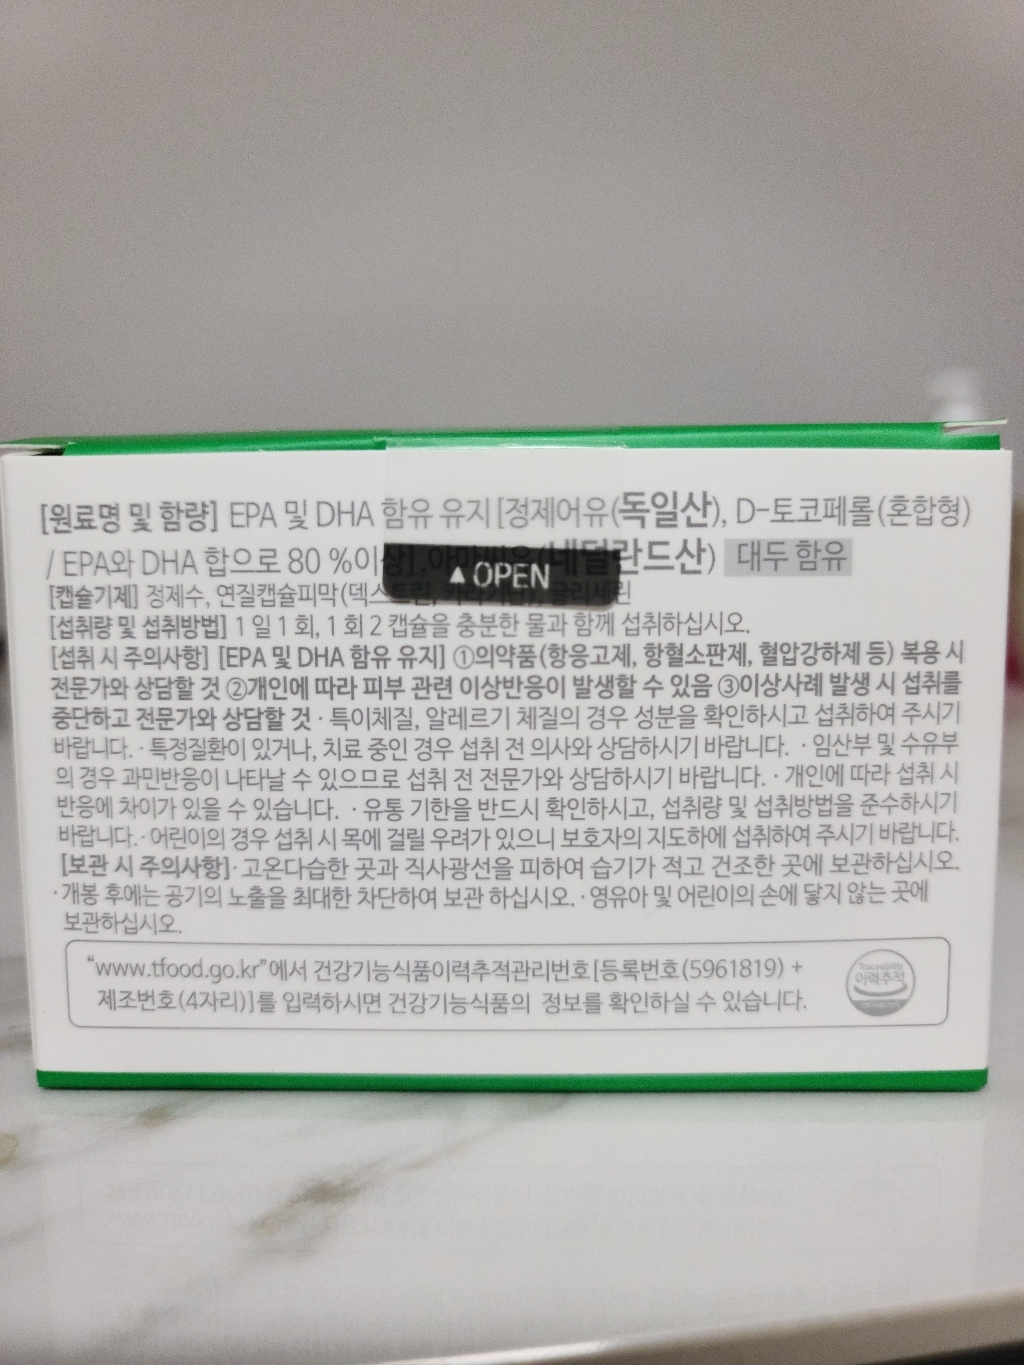 [원료명 및 함량] EPA 및 DHA 함유 유지 [정제어유(독일산), D-토코페롤(혼합형)
/ EPA와 DHA 합으로 80 %이상], 아마씨유(네덜란드산) 대두 함유
▲OPEN
[캡슐기제] 정제수, 연질캡슐피막(덱스트린, 카라기난), 글리세린
[섭취량 및 섭취방법] 1 일 1 회, 1 회 2 캡슐을 충분한 물과 함께 섭취하십시오.
[섭취 시 주의사항] [EPA 및 DHA 함유 유지] ①의약품(항응고제, 항혈소판제, 혈압강하제 등) 복용 시
전문가와 상담할 것 ②개인에 따라 피부 관련 이상반응이 발생할 수 있음 ③이상사례 발생 시 섭취를
중단하고 전문가와 상담할 것 · 특이체질, 알레르기 체질의 경우 성분을 확인하시고 섭취하여 주시기
바랍니다. · 특정질환이 있거나, 치료 중인 경우 섭취 전 의사와 상담하시기 바랍니다. · 임산부 및 수유부
의 경우 과민반응이 나타날 수 있으므로 섭취 전 전문가와 상담하시기 바랍니다. · 개인에 따라 섭취 시
반응에 차이가 있을 수 있습니다. · 유통 기한을 반드시 확인하시고, 섭취량 및 섭취방법을 준수하시기
바랍니다. · 어린이의 경우 섭취 시 목에 걸릴 우려가 있으니 보호자의 지도하에 섭취하여 주시기 바랍니다.
[보관 시 주의사항] · 고온다습한 곳과 직사광선을 피하여 습기가 적고 건조한 곳에 보관하십시오.
· 개봉 후에는 공기의 노출을 최대한 차단하여 보관 하십시오. · 영유아 및 어린이의 손에 닿지 않는 곳에
보관하십시오.
“www.tfood.go.kr”에서 건강기능식품이력추적관리번호[등록번호(5961819) +
제조번호(4자리)]를 입력하시면 건강기능식품의 정보를 확인하실 수 있습니다.
Traceability
이력추적